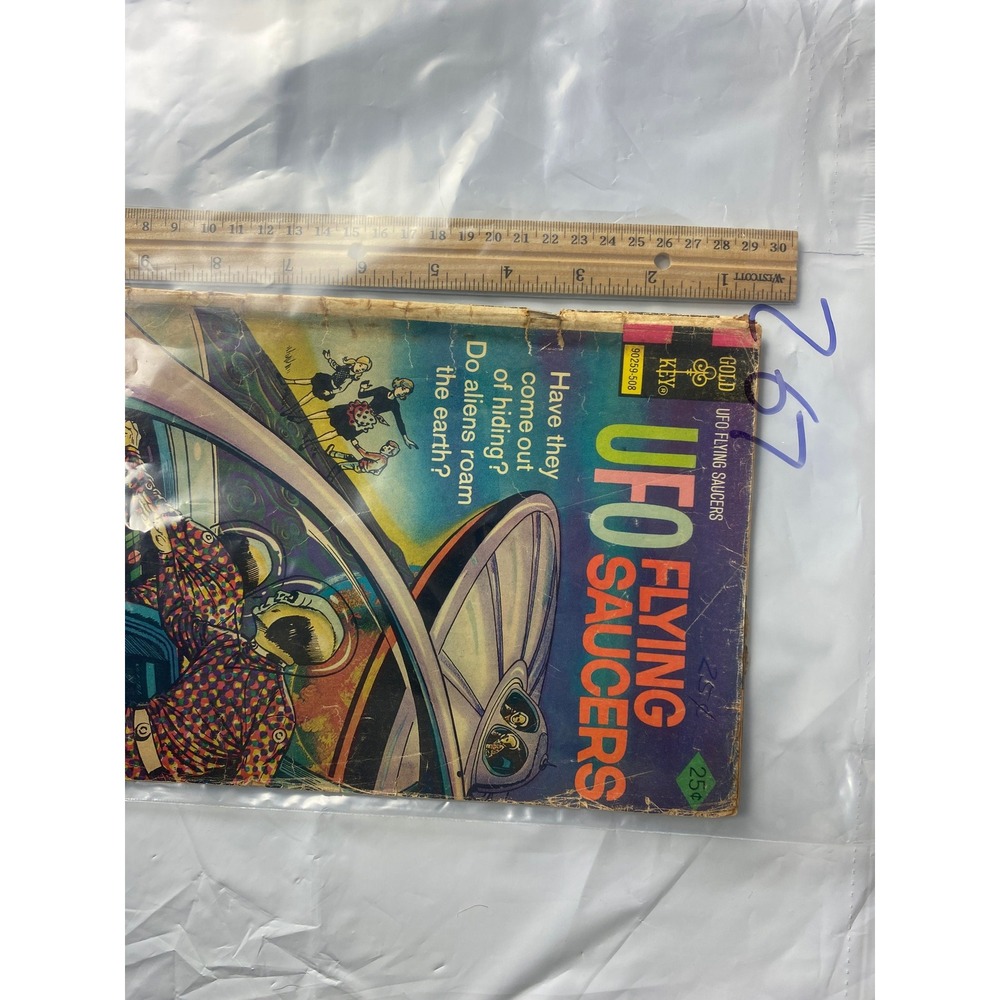 8 9 10 11 12 13 14 15 16 17 18 19 20 21 22 23 24 25 26 27 28 29 30
9 8 7 6 5 4 3 2 1 WESTCOTT
267
GOLD
KEY®
90259-508
UFO FLYING SAUCERS
UFO FLYING
SAUCERS
25¢
25¢
Have they
come out
of hiding?
Do aliens roam
the earth?